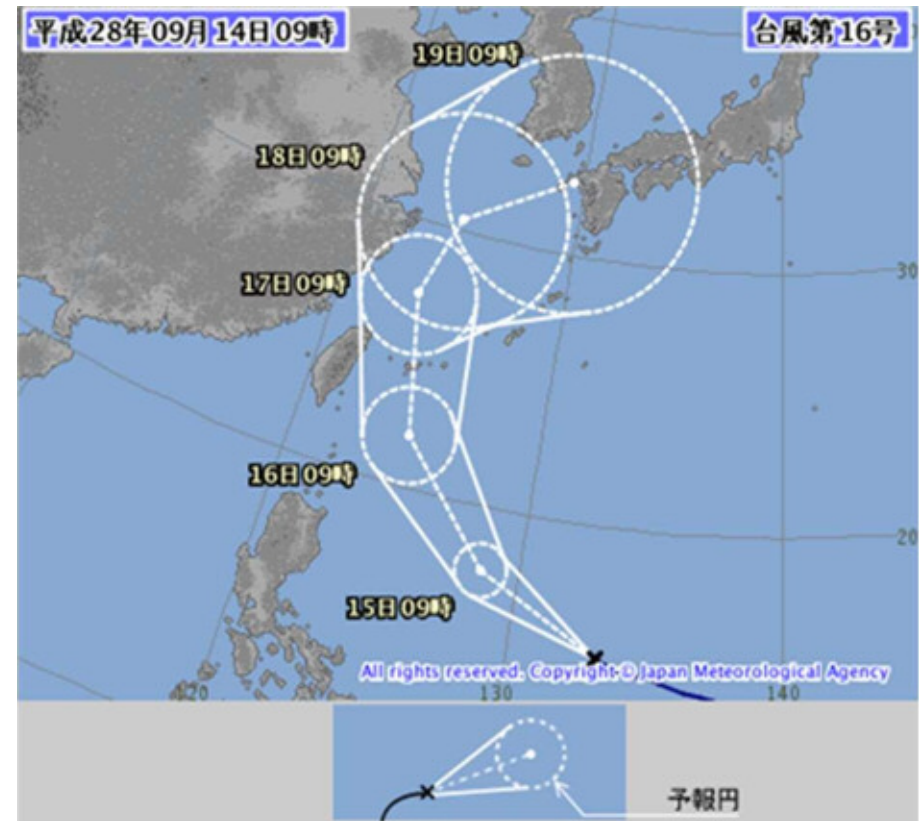 平成28年09月14日09時
台風第16号
19日09時
18日09時
17日09時
30
16日09時
20
15日09時
All rights reserved. Copyright © Japan Meteorological Agency
120
130
140
予報円